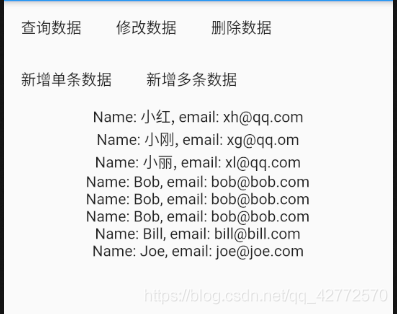 查询数据 修改数据 删除数据
新增单条数据 新增多条数据
Name: 小红, email: xh@qq.com
Name: 小刚, email: xg@qq.om
Name: 小丽, email: xl@qq.com
Name: Bob, email: bob@bob.com
Name: Bob, email: bob@bob.com
Name: Bob, email: bob@bob.com
Name: Bill, email: bill@bill.com
Name: Joe, email: joe@joe.com
https://blog.csdn.net/qq_42772570